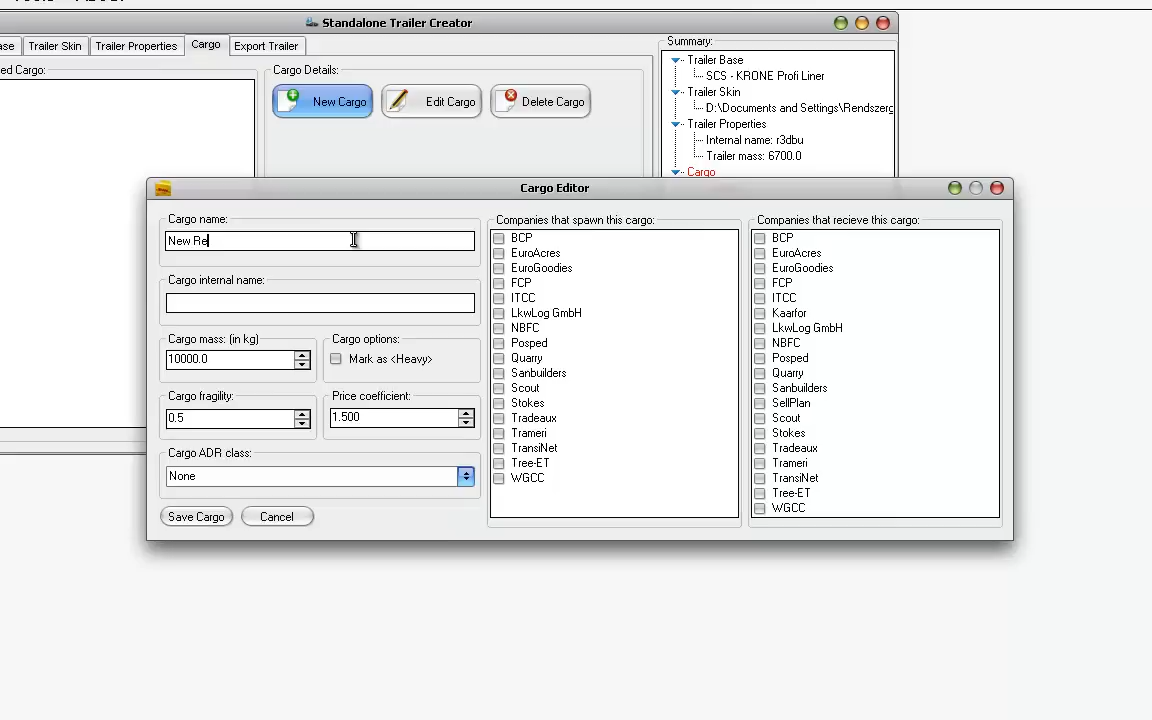 Standalone Trailer Creator
Trailer Skin
Trailer Properties
Cargo
Export Trailer
ed Cargo:
Cargo Details:
New Cargo
Edit Cargo
Delete Cargo
Summary:
Trailer Base
SCS - KRONE Profi Liner
Trailer Skin
D:\Documents and Settings\Rendszerg
Trailer Properties
Internal name: r3dbu
Trailer mass: 6700.0
Cargo
Cargo Editor
Cargo name:
New Re
Cargo internal name:
Cargo mass: (in kg)
10000.0
Cargo options:
Mark as <Heavy>
Cargo fragility:
0.5
Price coefficient:
1.500
Cargo ADR class:
None
Save Cargo
Cancel
Companies that spawn this cargo:
BCP
EuroAcres
EuroGoodies
FCP
ITCC
LkwLog GmbH
NBFC
Posped
Quarry
Sanbuilders
Scout
Stokes
Tradeaux
Trameri
TransiNet
Tree-ET
WGCC
Companies that recieve this cargo:
BCP
EuroAcres
EuroGoodies
FCP
ITCC
Kaarfor
LkwLog GmbH
NBFC
Posped
Quarry
Sanbuilders
SellPlan
Scout
Stokes
Tradeaux
Trameri
TransiNet
Tree-ET
WGCC